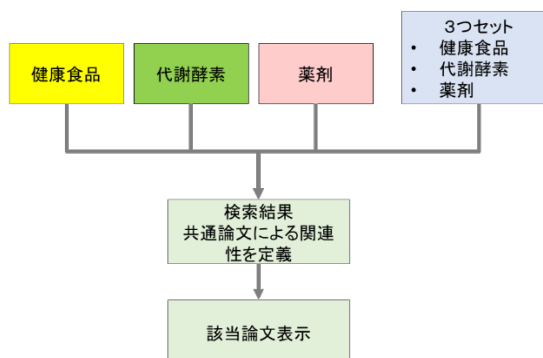 健康食品
代謝酵素
薬剤
３つセット
• 健康食品
• 代謝酵素
• 薬剤
検索結果
共通論文による関連
性を定義
該当論文表示